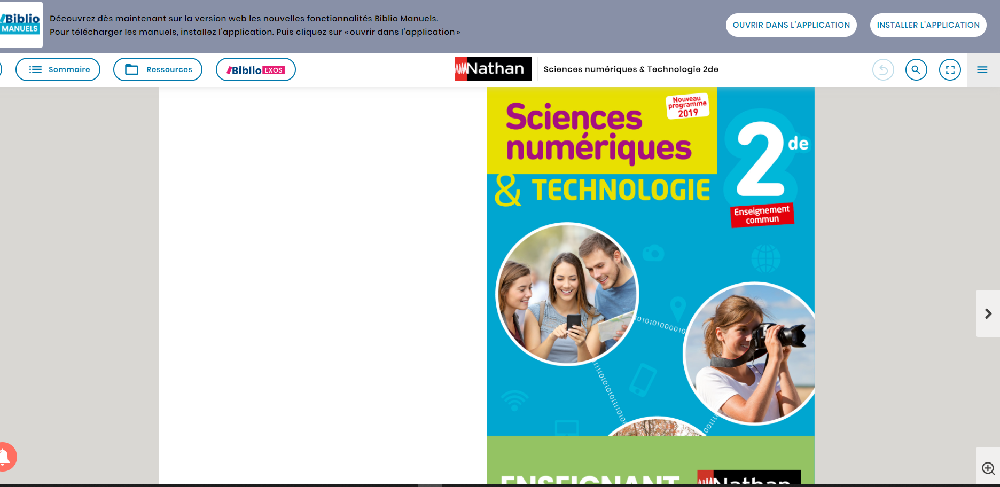 Biblio
MANUELS
Découvrez dès maintenant sur la version web les nouvelles fonctionnalités Biblio Manuels.
Pour télécharger les manuels, installez l'application. Puis cliquez sur « ouvrir dans l'application »
OUVRIR DANS L'APPLICATION
INSTALLER L'APPLICATION
Sommaire
Ressources
Biblio EXOS
Nathan
Sciences numériques & Technologie 2de
Nouveau
programme
2019
Sciences
numériques
& TECHNOLOGIE
2de
Enseignement
commun
ENSEIGNANT
Nathan